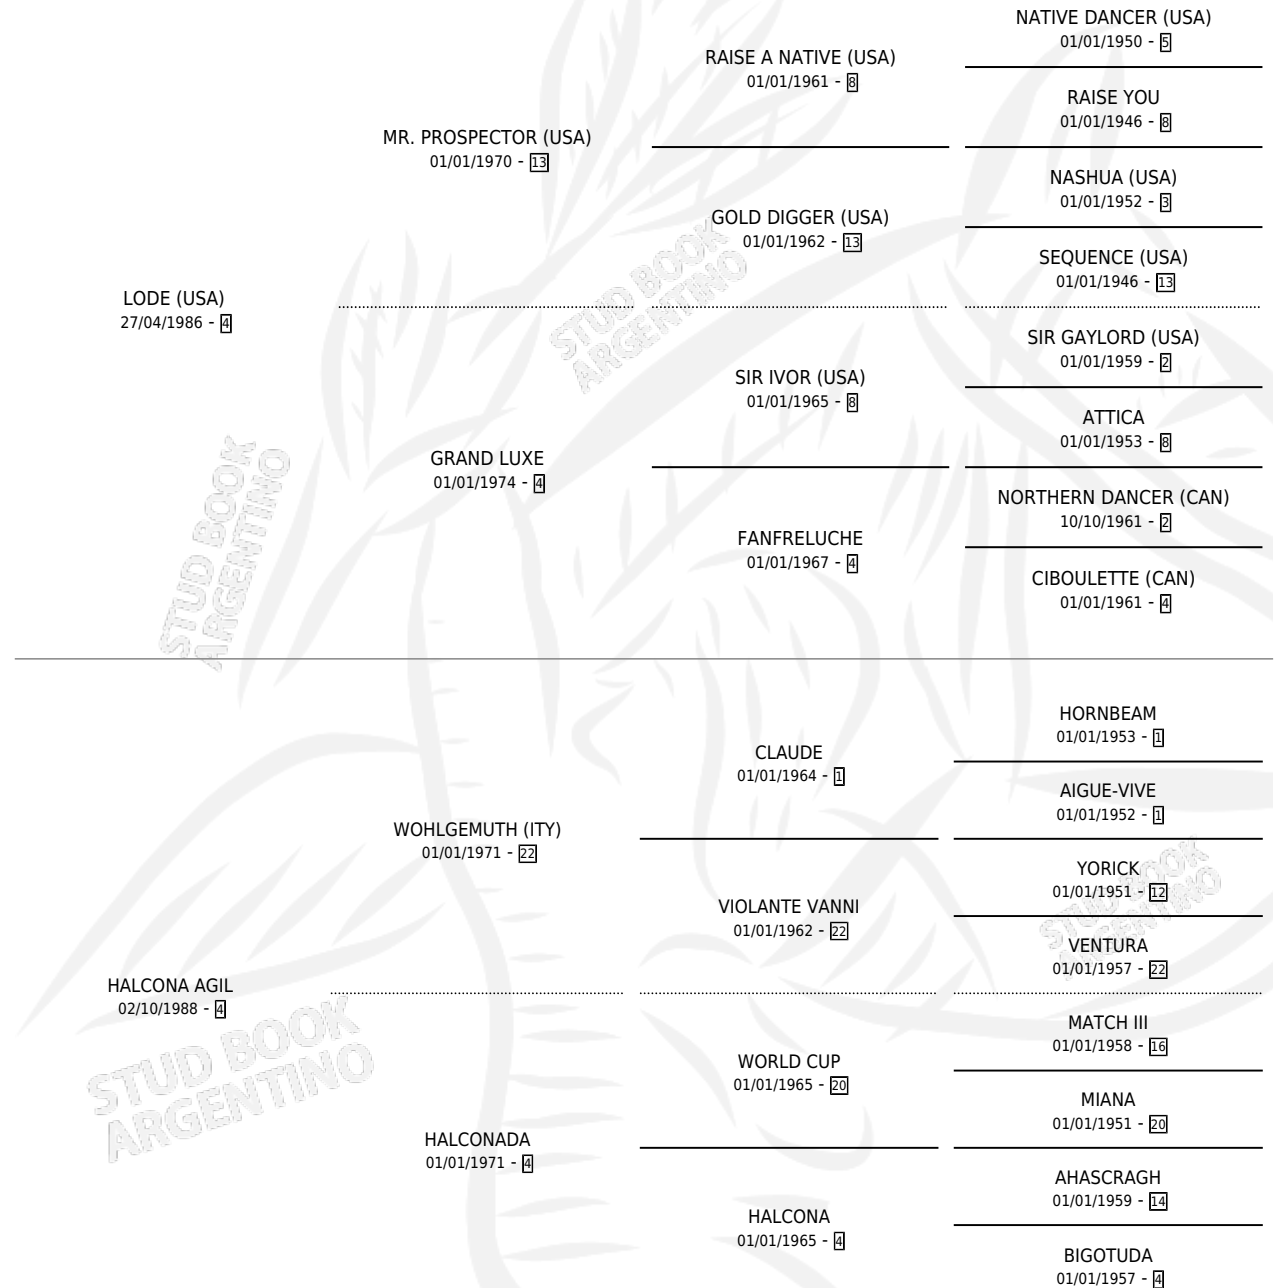 NATIVE DANCER (USA)
01/01/1950 - 5
RAISE A NATIVE (USA)
01/01/1961 - 8
RAISE YOU
01/01/1946 - 8
MR. PROSPECTOR (USA)
01/01/1970 - 13
NASHUA (USA)
01/01/1952 - 3
GOLD DIGGER (USA)
01/01/1962 - 13
SEQUENCE (USA)
01/01/1946 - 13
LODE (USA)
27/04/1986 - 4
SIR GAYLORD (USA)
01/01/1959 - 2
SIR IVOR (USA)
01/01/1965 - 8
ATTICA
01/01/1953 - 8
GRAND LUXE
01/01/1974 - 4
NORTHERN DANCER (CAN)
10/10/1961 - 2
FANFRELUCHE
01/01/1967 - 4
CIBOULETTE (CAN)
01/01/1961 - 4
HORNBEAM
01/01/1953 - 1
CLAUDE
01/01/1964 - 1
AIGUE-VIVE
01/01/1952 - 1
WOHLGEMUTH (ITY)
01/01/1971 - 22
YORICK
01/01/1951 - 12
VIOLANTE VANNI
01/01/1962 - 22
VENTURA
01/01/1957 - 22
HALCONA AGIL
02/10/1988 - 4
MATCH III
01/01/1958 - 16
WORLD CUP
01/01/1965 - 20
MIANA
01/01/1951 - 20
HALCONADA
01/01/1971 - 4
AHASCRAGH
01/01/1959 - 14
HALCONA
01/01/1965 - 4
BIGOTUDA
01/01/1957 - 4
STUD BOOK
ARGENTINO
STUD BOOK
ARGENTINO
STUD BOOK
ARGENTINO
STUD BOOK
ARGENTINO